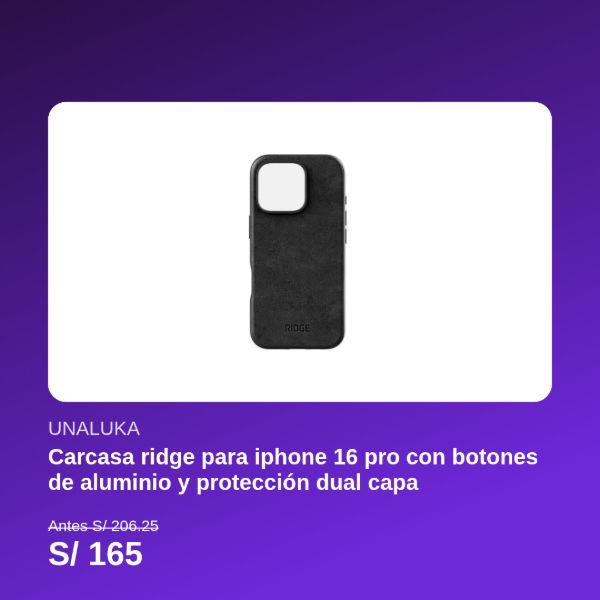 RIDGE
UNALUKA
Carcasa ridge para iphone 16 pro con botones
de aluminio y protección dual capa
Antes S/ 206.25
S/ 165